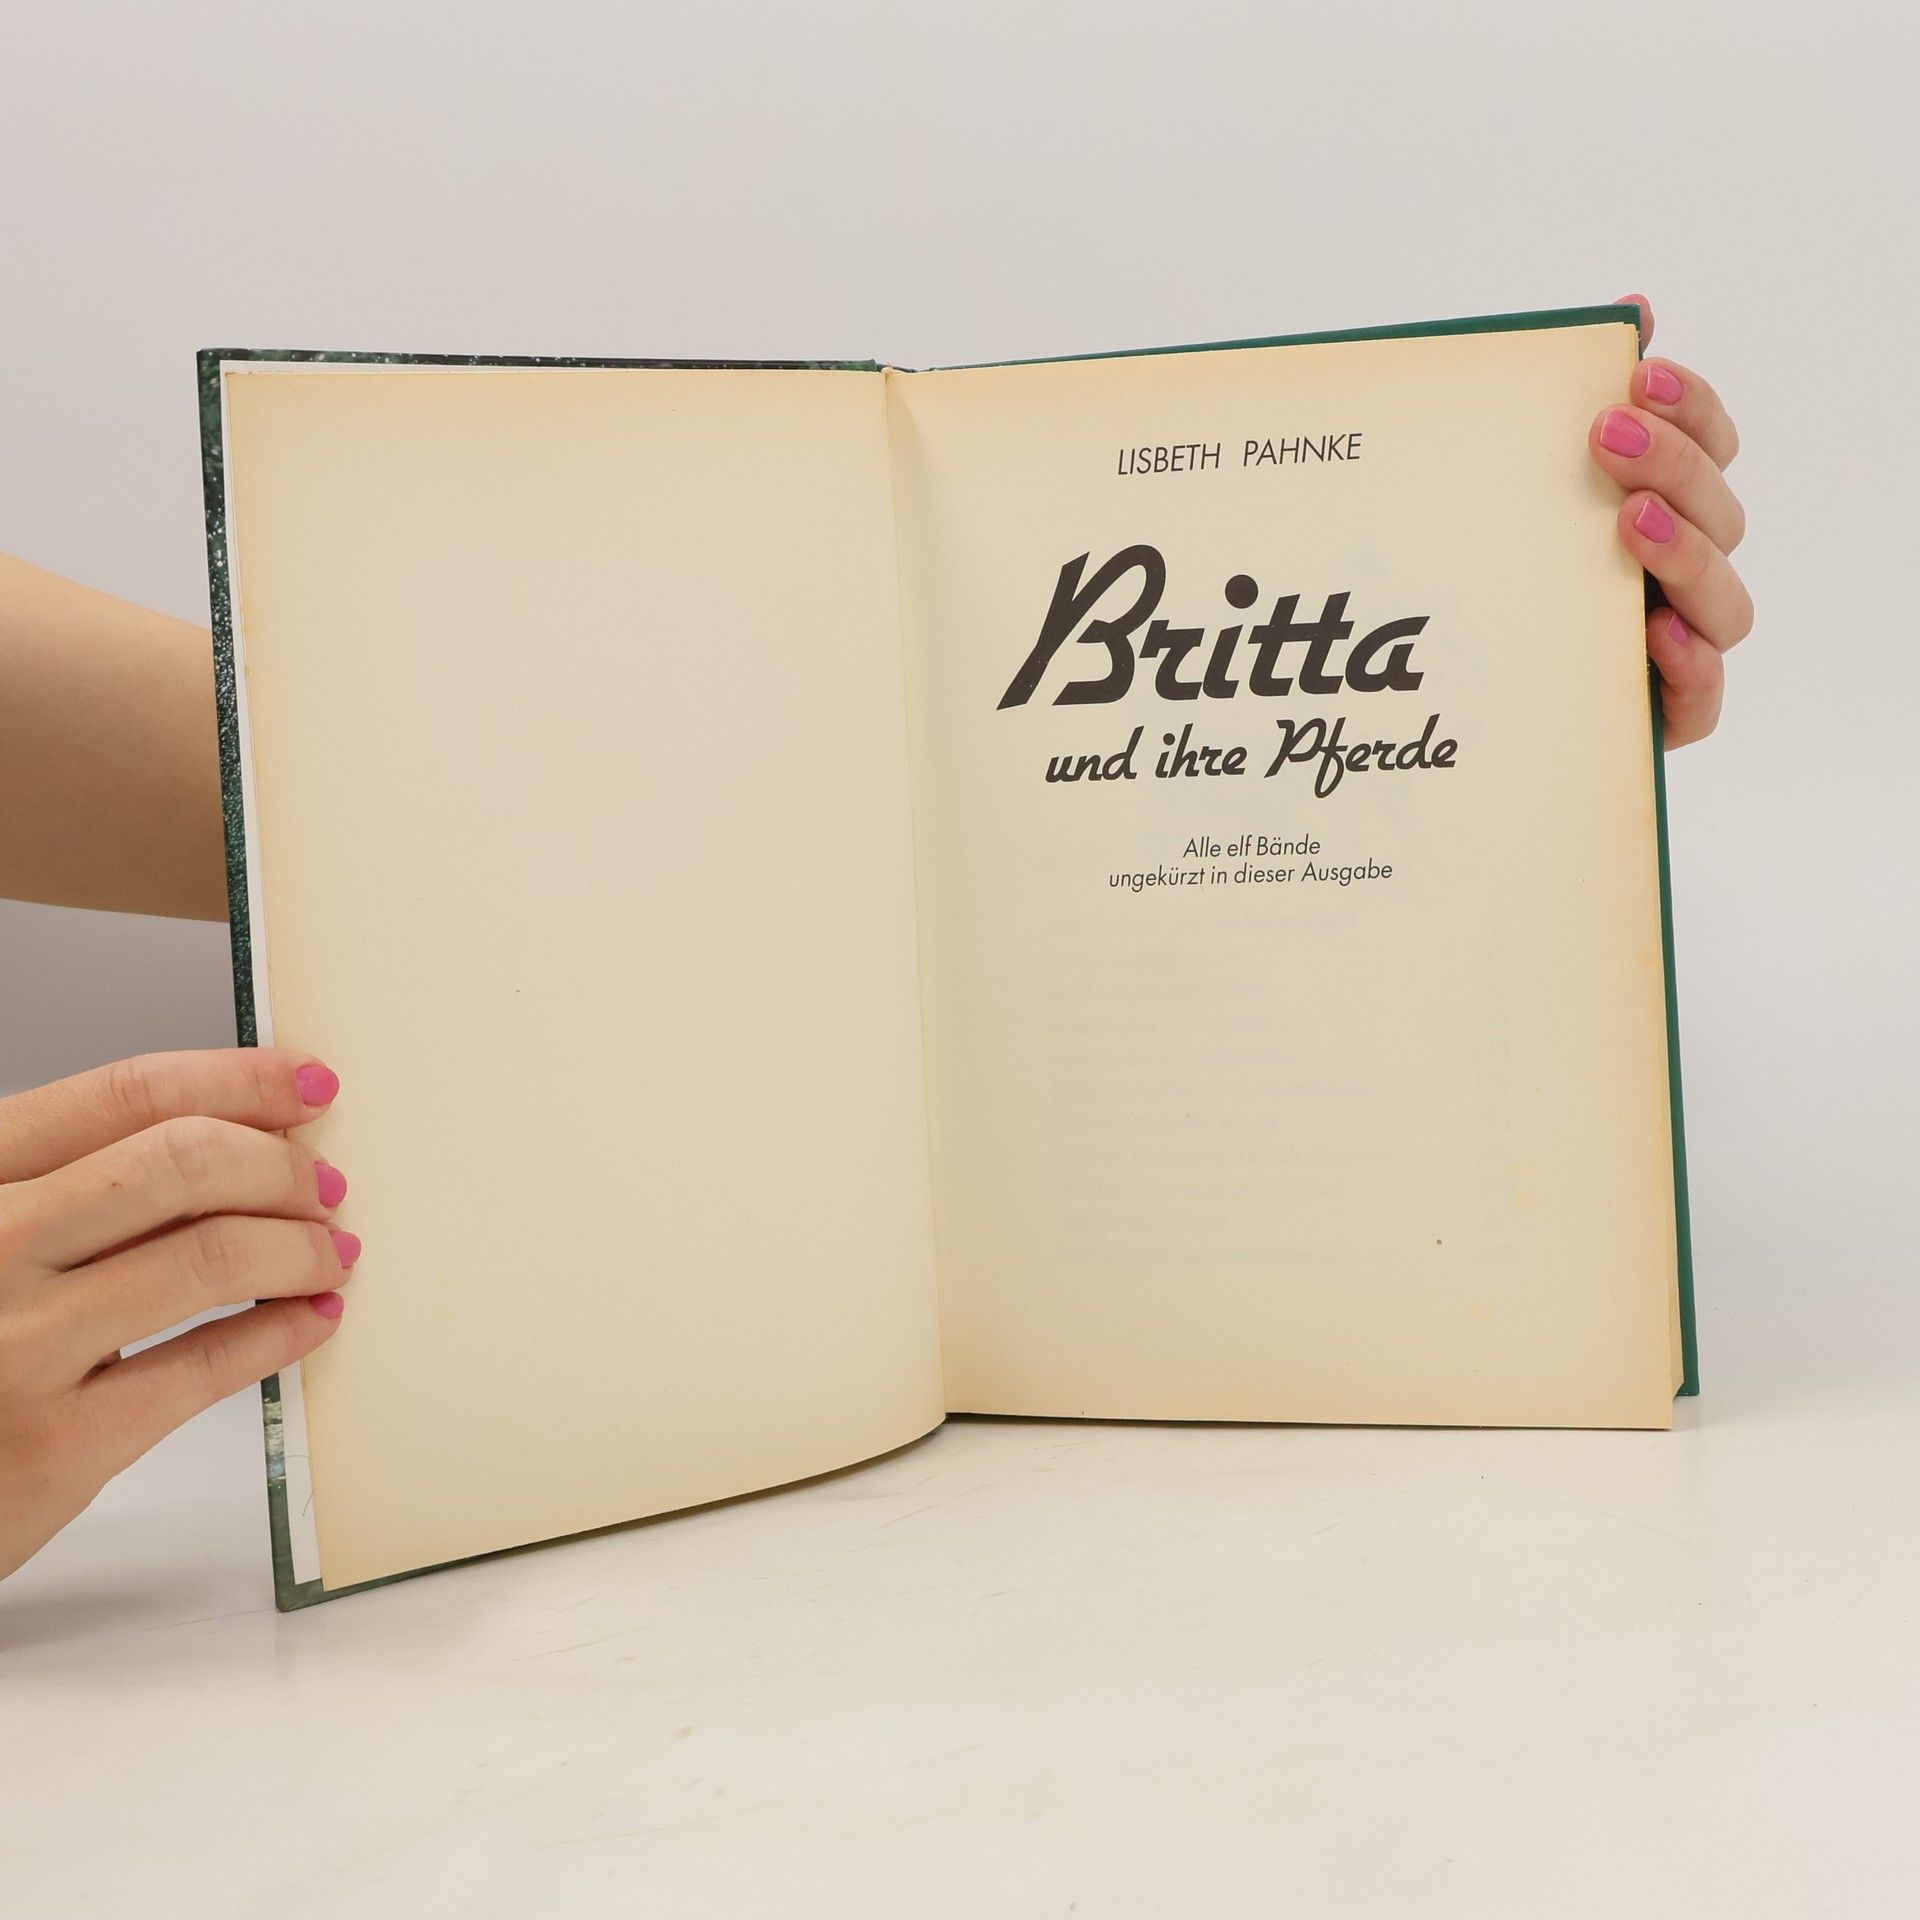 LISBETH PAHNKE
Britta
und ihre Pferde
Alle elf Bände
ungekürzt in dieser Ausgabe